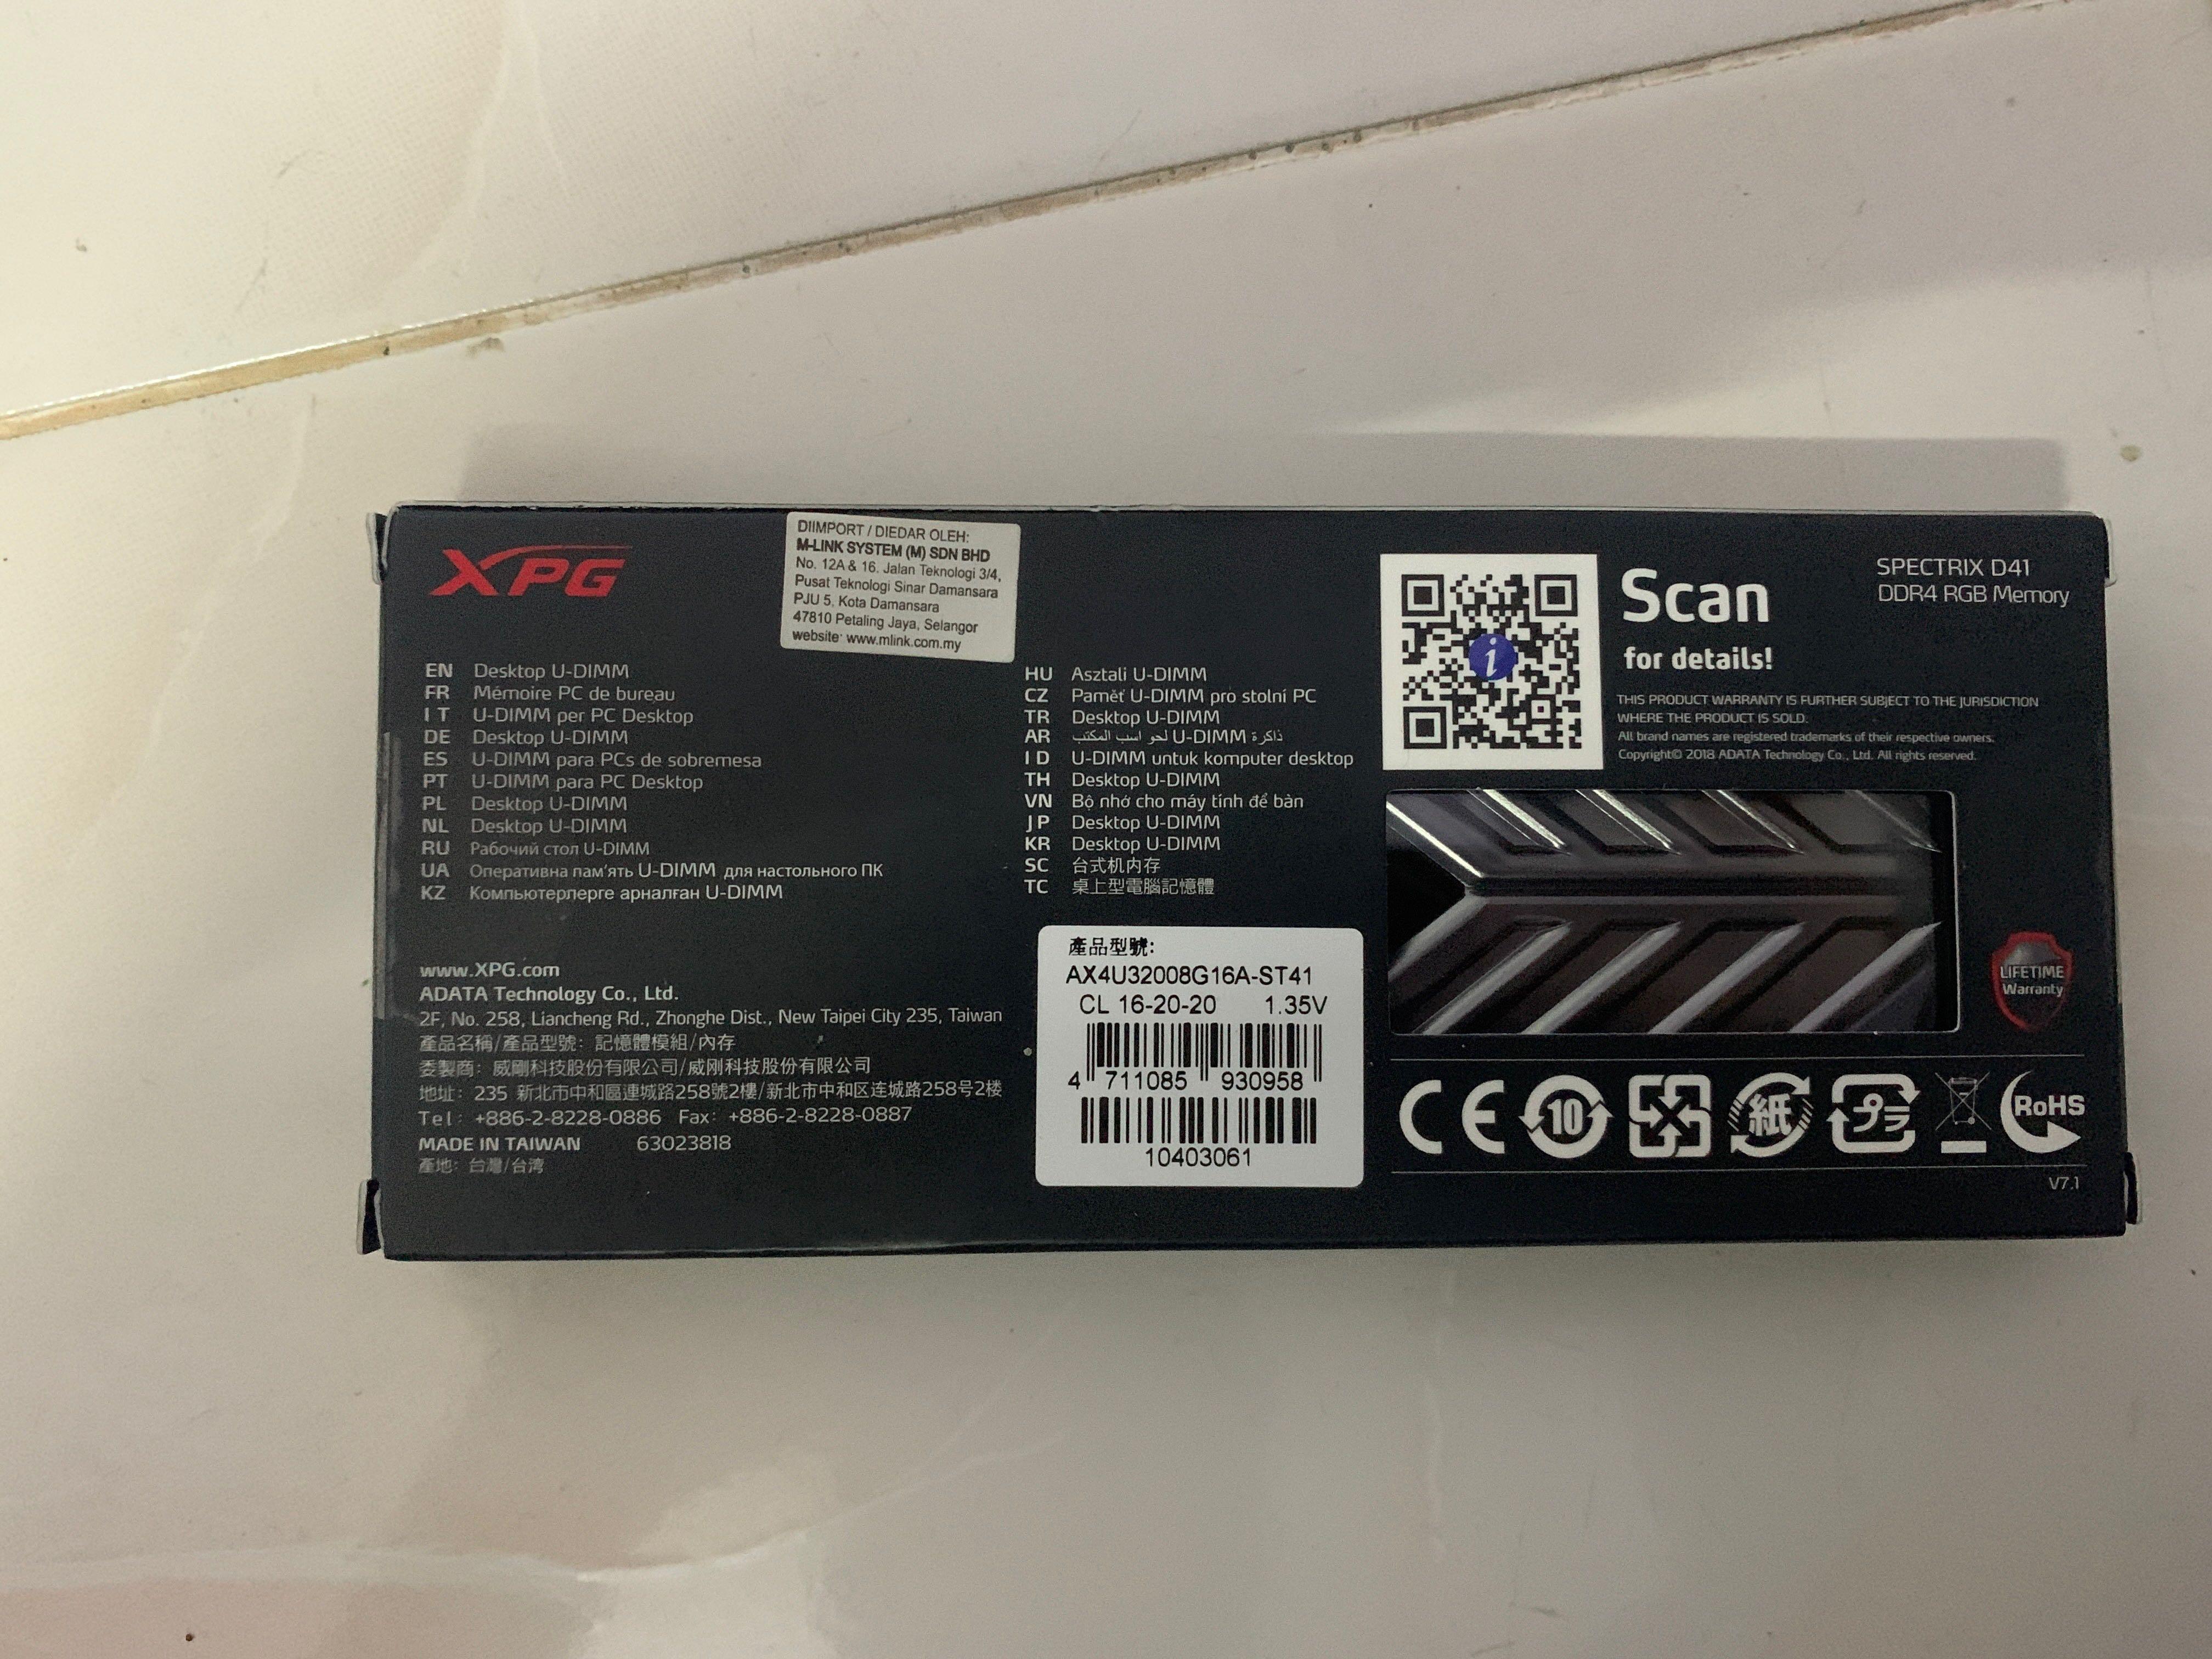 XPG
DIIMPORT / DIEDAR OLEH:
M-LINK SYSTEM (M) SDN BHD
No. 12A & 16. Jalan Teknologi 3/4,
Pusat Teknologi Sinar Damansara
PJU 5, Kota Damansara
47810 Petaling Jaya, Selangor
website: www.mlink.com.my
EN Desktop U-DIMM
FR Mémoire PC de bureau
IT U-DIMM per PC Desktop
DE Desktop U-DIMM
ES U-DIMM para PCs de sobremesa
PT U-DIMM para PC Desktop
PL Desktop U-DIMM
NL Desktop U-DIMM
RU Рабочий стол U-DIMM
UA Оперативна пам'ять U-DIMM для настольного ПК
KZ Компьютерлерге арналған U-DIMM
HU Asztali U-DIMM
CZ Paměť U-DIMM pro stolní PC
TR Desktop U-DIMM
AR ذاكرة U-DIMM لحو اسب المكتب
ID U-DIMM untuk komputer desktop
TH Desktop U-DIMM
VN Bộ nhớ cho máy tính để bàn
JP Desktop U-DIMM
KR Desktop U-DIMM
SC 台式机内存
TC 桌上型電腦記憶體
www.XPG.com
ADATA Technology Co., Ltd.
2F, No. 258, Liancheng Rd., Zhonghe Dist., New Taipei City 235, Taiwan
產品名稱/產品型號: 記憶體模組/內存
委製商: 威剛科技股份有限公司/威刚科技股份有限公司
地址: 235 新北市中和區連城路258號2樓/新北市中和区连城路258号2楼
Tel: +886-2-8228-0886 Fax: +886-2-8228-0887
MADE IN TAIWAN 63023818
產地: 台灣/台湾
產品型號:
AX4U32008G16A-ST41
CL 16-20-20 1.35V
4 711085 930958
10403061
Scan
for details!
SPECTRIX D41
DDR4 RGB Memory
THIS PRODUCT WARRANTY IS FURTHER SUBJECT TO THE JURISDICTION
WHERE THE PRODUCT IS SOLD.
All brand names are registered trademarks of their respective owners.
Copyright© 2018 ADATA Technology Co., Ltd. All rights reserved.
LIFETIME
Warranty
CE 10 紙 プラ RoHS
V7.1